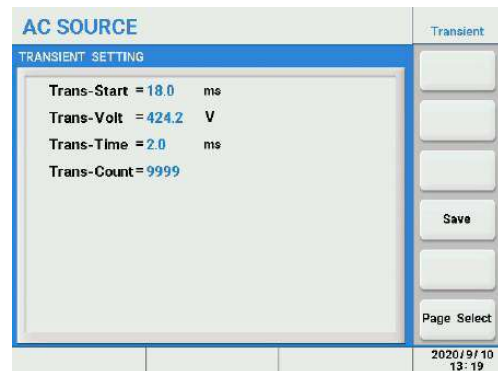 AC SOURCE
Transient
TRANSIENT SETTING
Trans-Start = 18.0 ms
Trans-Volt = 424.2 V
Trans-Time = 2.0 ms
Trans-Count = 9999
Save
Page Select
2020/9/10
13:19